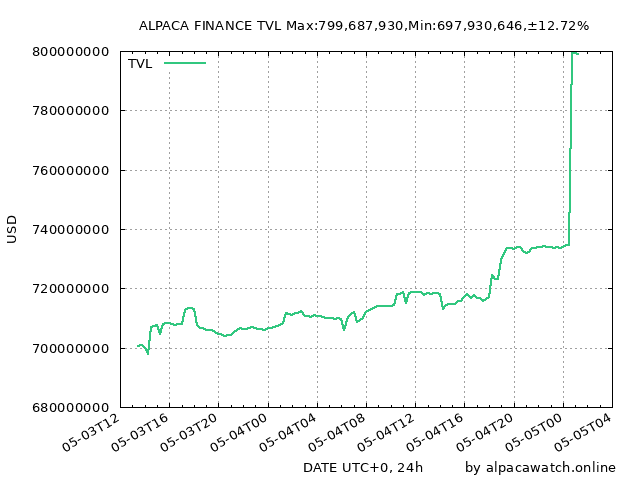 ALPACA FINANCE TVL Max:799,687,930,Min:697,930,646,±12.72%
TVL
800000000
780000000
760000000
740000000
720000000
700000000
680000000
USD
05-03T12
05-03T16
05-03T20
05-04T00
05-04T04
05-04T08
05-04T12
05-04T16
05-04T20
05-05T00
05-05T04
DATE UTC+0, 24h
by alpacawatch.online